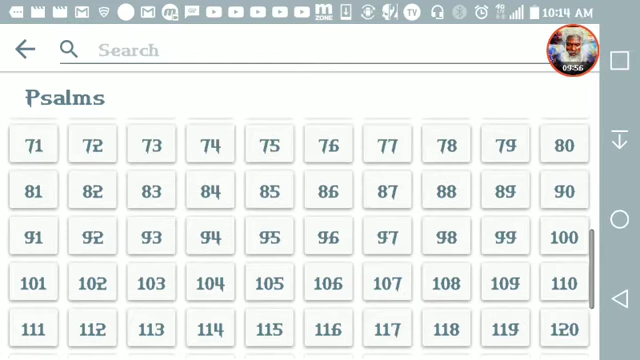 10:14 AM
Search
09:56
Psalms
71 72 73 74 75 76 77 78 79 80
81 82 83 84 85 86 87 88 89 90
91 92 93 94 95 96 97 98 99 100
101 102 103 104 105 106 107 108 109 110
111 112 113 114 115 116 117 118 119 120